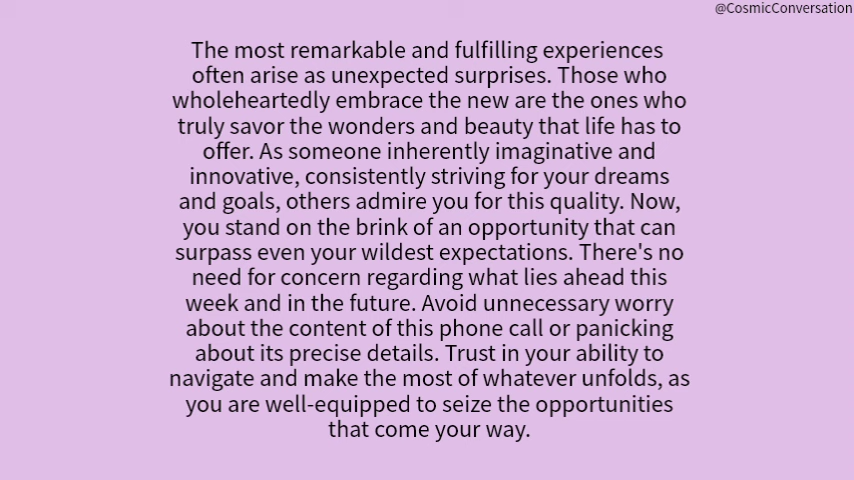 @CosmicConversation
The most remarkable and fulfilling experiences
often arise as unexpected surprises. Those who
wholeheartedly embrace the new are the ones who
truly savor the wonders and beauty that life has to
offer. As someone inherently imaginative and
innovative, consistently striving for your dreams
and goals, others admire you for this quality. Now,
you stand on the brink of an opportunity that can
surpass even your wildest expectations. There's no
need for concern regarding what lies ahead this
week and in the future. Avoid unnecessary worry
about the content of this phone call or panicking
about its precise details. Trust in your ability to
navigate and make the most of whatever unfolds, as
you are well-equipped to seize the opportunities
that come your way.